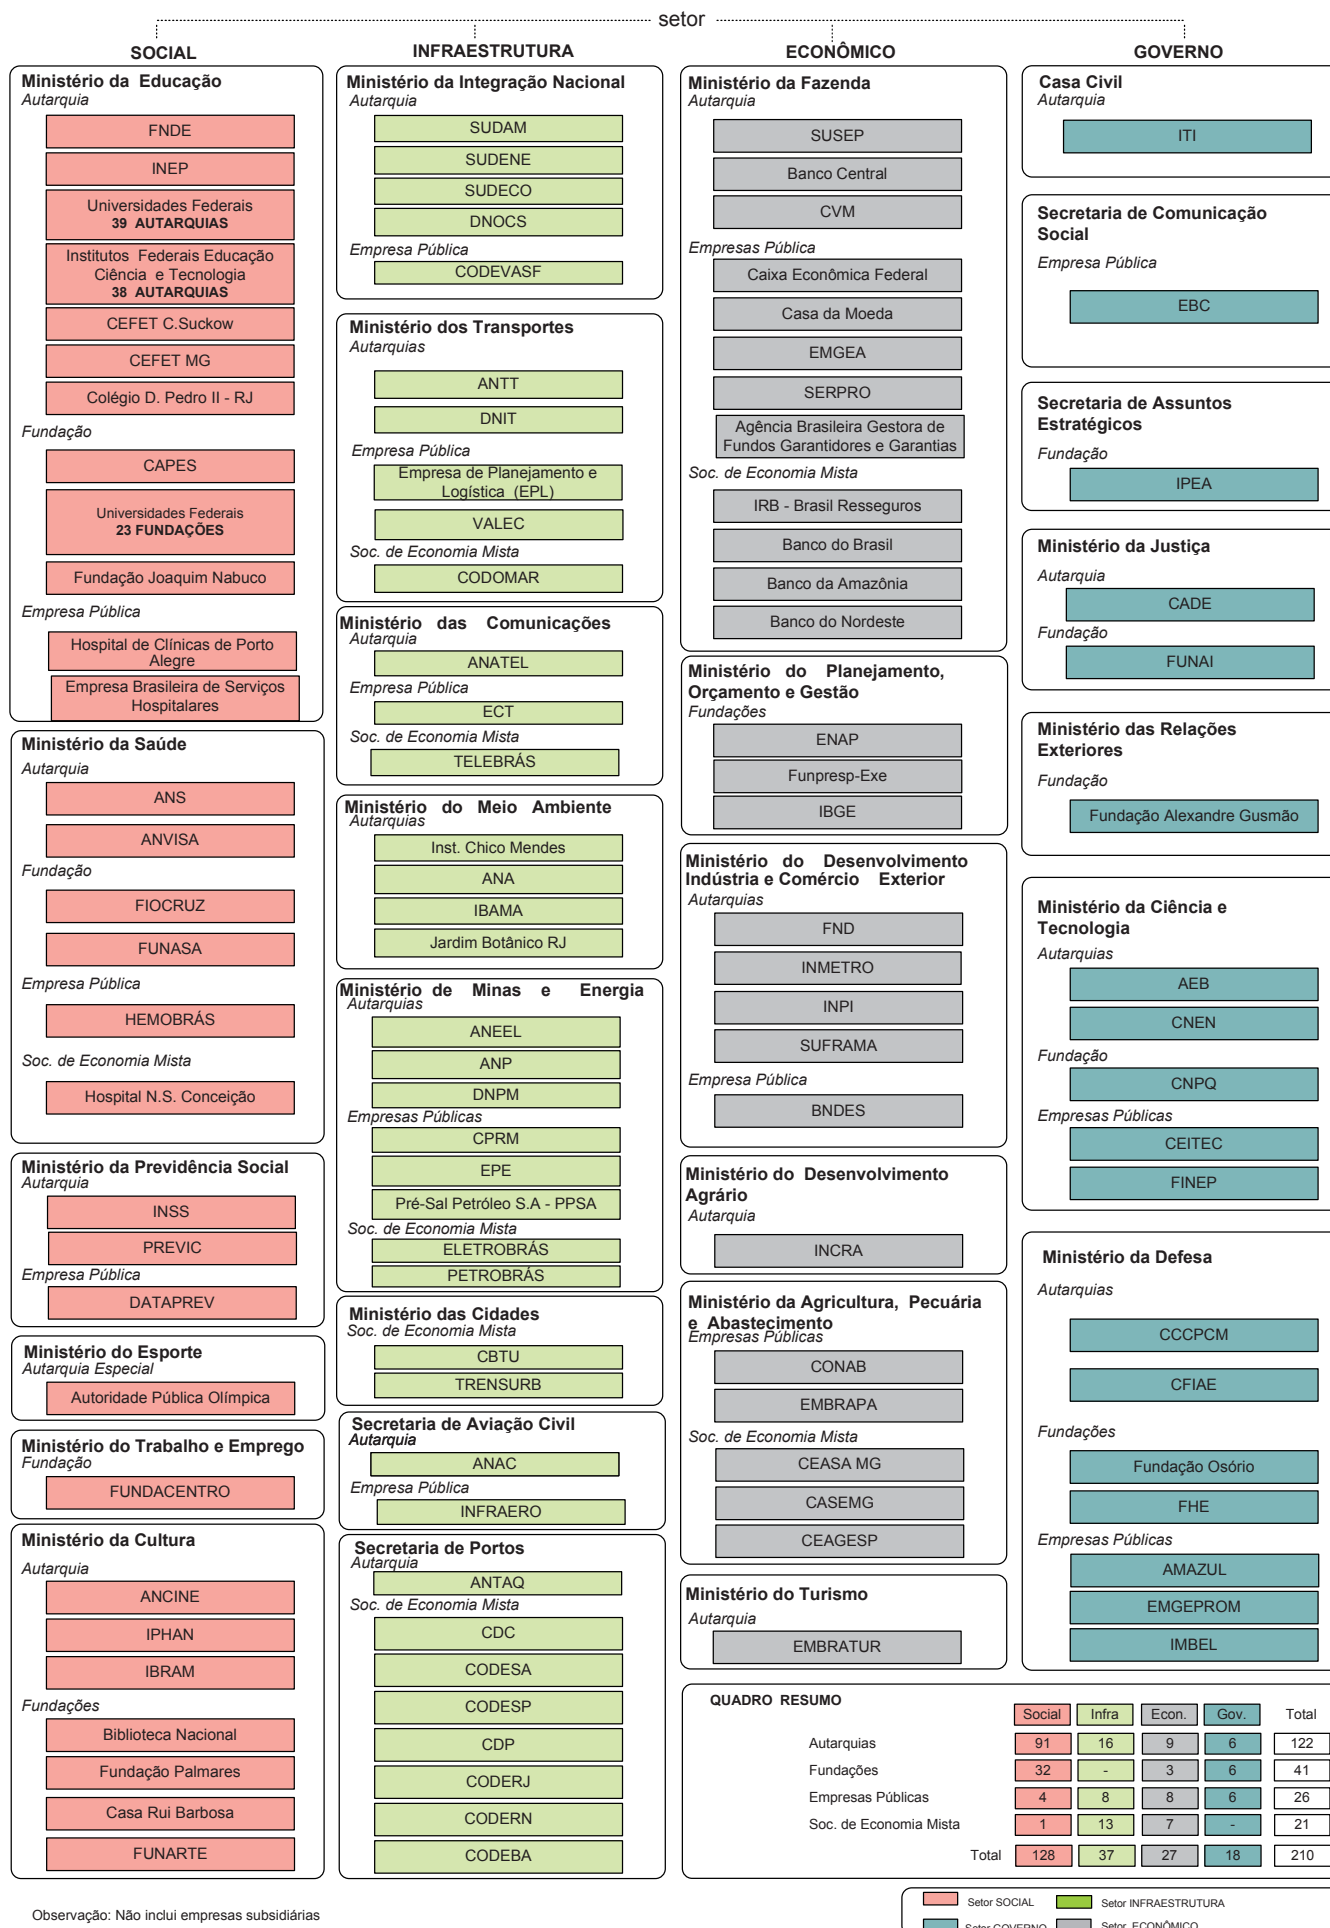 setor
SOCIAL
Ministério da Educação
Autarquia
FNDE
INEP
Universidades Federais
39 AUTARQUIAS
Institutos Federais Educação
Ciência e Tecnologia
38 AUTARQUIAS
CEFET C.Suckow
CEFET MG
Colégio D. Pedro II - RJ
Fundação
CAPES
Universidades Federais
23 FUNDAÇÕES
Fundação Joaquim Nabuco
Empresa Pública
Hospital de Clínicas de Porto
Alegre
Empresa Brasileira de Serviços
Hospitalares
Ministério da Saúde
Autarquia
ANS
ANVISA
Fundação
FIOCRUZ
FUNASA
Empresa Pública
HEMOBRÁS
Soc. de Economia Mista
Hospital N.S. Conceição
Ministério da Previdência Social
Autarquia
INSS
PREVIC
Empresa Pública
DATAPREV
Ministério do Esporte
Autarquia Especial
Autoridade Pública Olímpica
Ministério do Trabalho e Emprego
Fundação
FUNDACENTRO
Ministério da Cultura
Autarquia
ANCINE
IPHAN
IBRAM
Fundações
Biblioteca Nacional
Fundação Palmares
Casa Rui Barbosa
FUNARTE
INFRAESTRUTURA
Ministério da Integração Nacional
Autarquia
SUDAM
SUDENE
SUDECO
DNOCS
Empresa Pública
CODEVASF
Ministério dos Transportes
Autarquias
ANTT
DNIT
Empresa Pública
Empresa de Planejamento e
Logística (EPL)
VALEC
Soc. de Economia Mista
CODOMAR
Ministério das Comunicações
Autarquia
ANATEL
Empresa Pública
ECT
Soc. de Economia Mista
TELEBRÁS
Ministério do Meio Ambiente
Autarquias
Inst. Chico Mendes
ANA
IBAMA
Jardim Botânico RJ
Ministério de Minas e Energia
Autarquias
ANEEL
ANP
DNPM
Empresas Públicas
CPRM
EPE
Pré-Sal Petróleo S.A - PPSA
Soc. de Economia Mista
ELETROBRÁS
PETROBRÁS
Ministério das Cidades
Soc. de Economia Mista
CBTU
TRENSURB
Secretaria de Aviação Civil
Autarquia
ANAC
Empresa Pública
INFRAERO
Secretaria de Portos
Autarquia
ANTAQ
Soc. de Economia Mista
CDC
CODESA
CODESP
CDP
CODERJ
CODERN
CODEBA
ECONÔMICO
Ministério da Fazenda
Autarquia
SUSEP
Banco Central
CVM
Empresas Pública
Caixa Econômica Federal
Casa da Moeda
EMGEA
SERPRO
Agência Brasileira Gestora de
Fundos Garantidores e Garantias
Soc. de Economia Mista
IRB - Brasil Resseguros
Banco do Brasil
Banco da Amazônia
Banco do Nordeste
Ministério do Planejamento,
Orçamento e Gestão
Fundações
ENAP
Funpresp-Exe
IBGE
Ministério do Desenvolvimento
Indústria e Comércio Exterior
Autarquias
FND
INMETRO
INPI
SUFRAMA
Empresa Pública
BNDES
Ministério do Desenvolvimento
Agrário
Autarquia
INCRA
Ministério da Agricultura, Pecuária
e Abastecimento
Empresas Públicas
CONAB
EMBRAPA
Soc. de Economia Mista
CEASA MG
CASEMG
CEAGESP
Ministério do Turismo
Autarquia
EMBRATUR
GOVERNO
Casa Civil
Autarquia
ITI
Secretaria de Comunicação
Social
Empresa Pública
EBC
Secretaria de Assuntos
Estratégicos
Fundação
IPEA
Ministério da Justiça
Autarquia
CADE
Fundação
FUNAI
Ministério das Relações
Exteriores
Fundação
Fundação Alexandre Gusmão
Ministério da Ciência e
Tecnologia
Autarquias
AEB
CNEN
Fundação
CNPQ
Empresas Públicas
CEITEC
FINEP
Ministério da Defesa
Autarquias
CCCPCM
CFIAE
Fundações
Fundação Osório
FHE
Empresas Públicas
AMAZUL
EMGEPROM
IMBEL
QUADRO RESUMO
Social Infra Econ. Gov. Total
Autarquias 91 16 9 6 122
Fundações 32 - 3 6 41
Empresas Públicas 4 8 8 6 26
Soc. de Economia Mista 1 13 7 - 21
Total 128 37 27 18 210
Observação: Não inclui empresas subsidiárias
Setor SOCIAL Setor INFRAESTRUTURA
Setor GOVERNO Setor ECONÔMICO